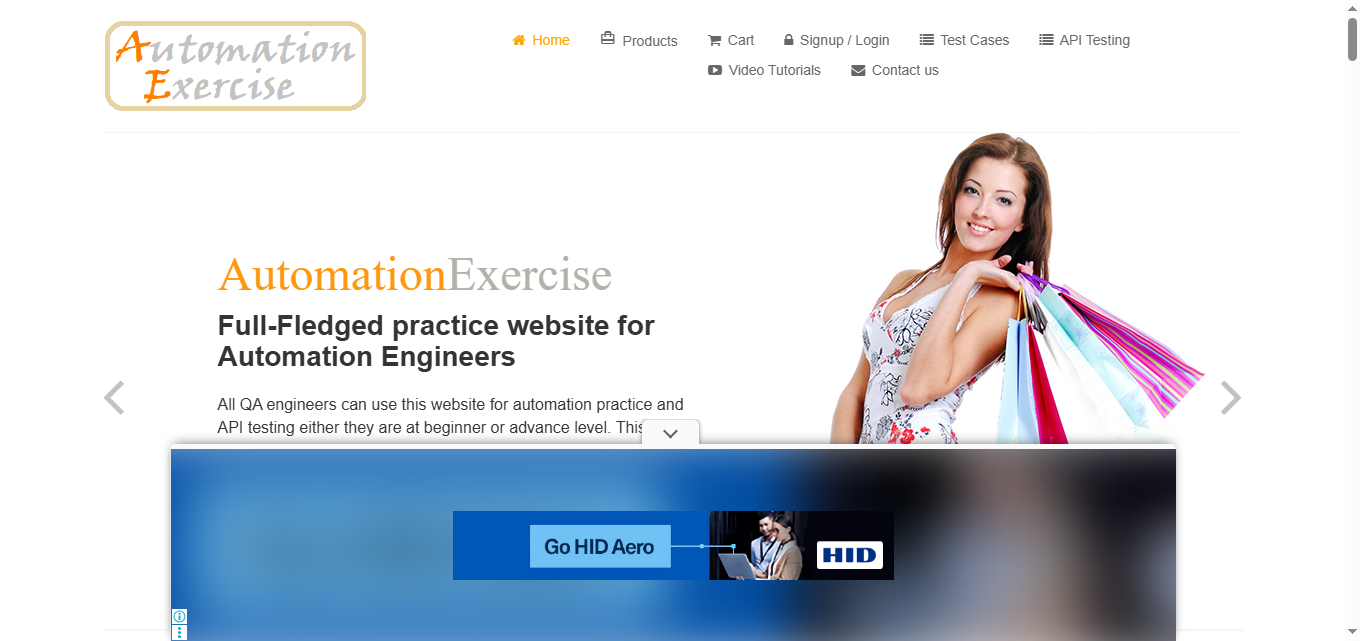 Automation
Exercise
Home
Products
Cart
Signup / Login
Test Cases
API Testing
Video Tutorials
Contact us
AutomationExercise
Full-Fledged practice website for
Automation Engineers
All QA engineers can use this website for automation practice and
API testing either they are at beginner or advance level. This
Go HID Aero
HID